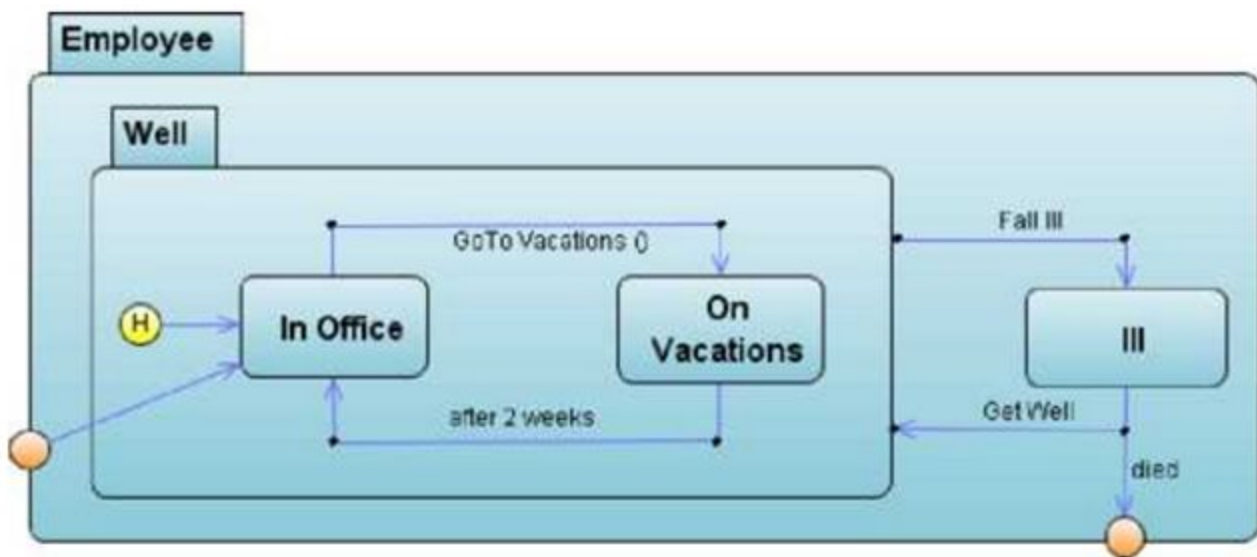 Employee
Well
Fall Ill
GoTo Vacations ()
H
In Office
On
Vacations
Ill
after 2 weeks
Get Well
died